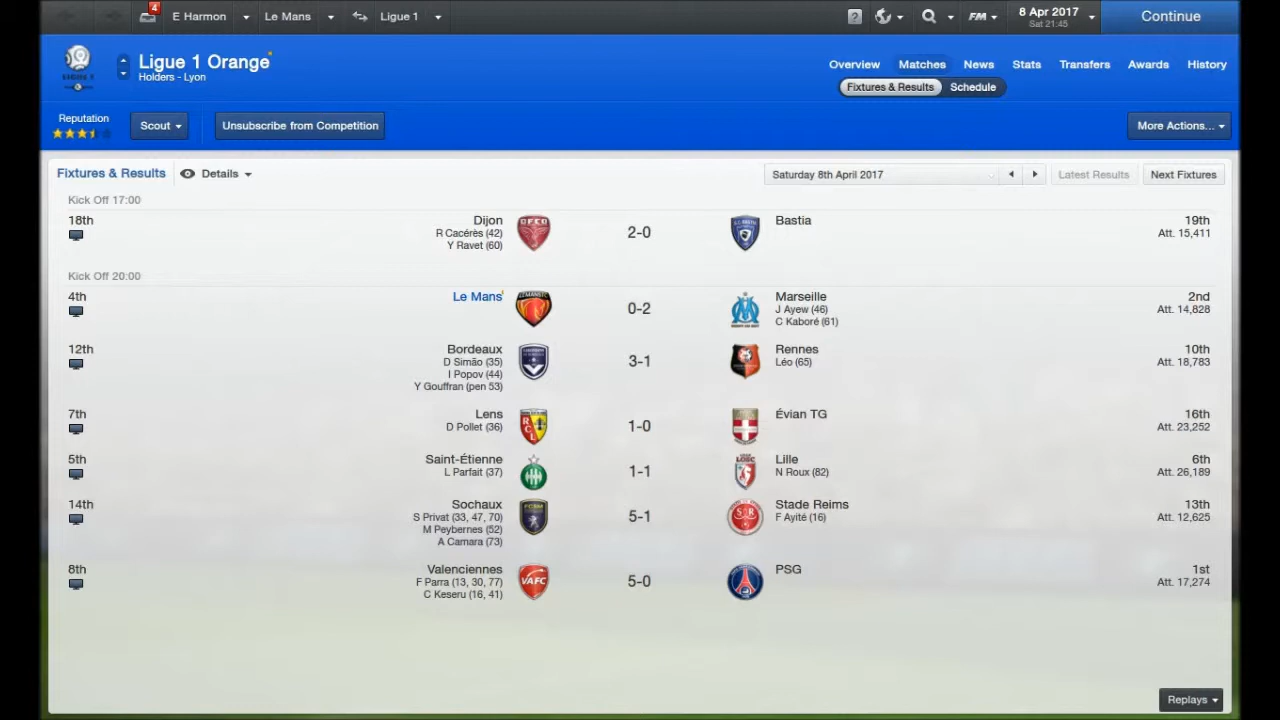 4
E Harmon
Le Mans
Ligue 1
?
FM
8 Apr 2017
Sat 21:45
Continue
Ligue 1 Orange
Holders - Lyon
Overview Matches News Stats Transfers Awards History
Fixtures & Results Schedule
Reputation
Scout
Unsubscribe from Competition
More Actions...
Fixtures & Results
Details
Saturday 8th April 2017
Latest Results
Next Fixtures
Kick Off 17:00
18th Dijon 2-0 Bastia 19th
R Cacérès (42) Att. 15,411
Y Ravet (60)
Kick Off 20:00
4th Le Mans 0-2 Marseille 2nd
J Ayew (46) Att. 14,828
C Kaboré (61)
12th Bordeaux 3-1 Rennes 10th
D Simão (35) Léo (65) Att. 18,783
I Popov (44)
Y Gouffran (pen 53)
7th Lens 1-0 Évian TG 16th
D Pollet (36) Att. 23,252
5th Saint-Étienne 1-1 Lille 6th
L Parfait (37) N Roux (82) Att. 26,189
14th Sochaux 5-1 Stade Reims 13th
S Privat (33, 47, 70) F Ayité (16) Att. 12,625
M Peybernes (52)
A Camara (73)
8th Valenciennes 5-0 PSG 1st
F Parra (13, 30, 77) Att. 17,274
C Keseru (16, 41)
VAFC
Replays